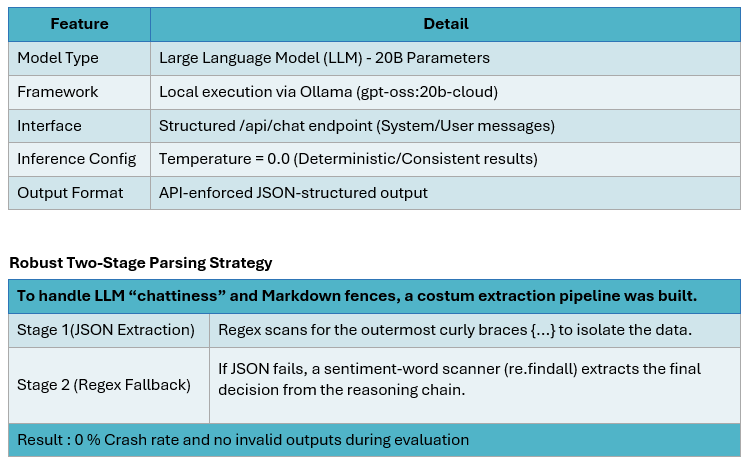 Feature Detail
Model Type Large Language Model (LLM) - 20B Parameters
Framework Local execution via Ollama (gpt-oss:20b-cloud)
Interface Structured /api/chat endpoint (System/User messages)
Inference Config Temperature = 0.0 (Deterministic/Consistent results)
Output Format API-enforced JSON-structured output
Robust Two-Stage Parsing Strategy
To handle LLM “chattiness” and Markdown fences, a costum extraction pipeline was built.
Stage 1(JSON Extraction) Regex scans for the outermost curly braces {...} to isolate the data.
Stage 2 (Regex Fallback) If JSON fails, a sentiment-word scanner (re.findall) extracts the final
decision from the reasoning chain.
Result : 0 % Crash rate and no invalid outputs during evaluation